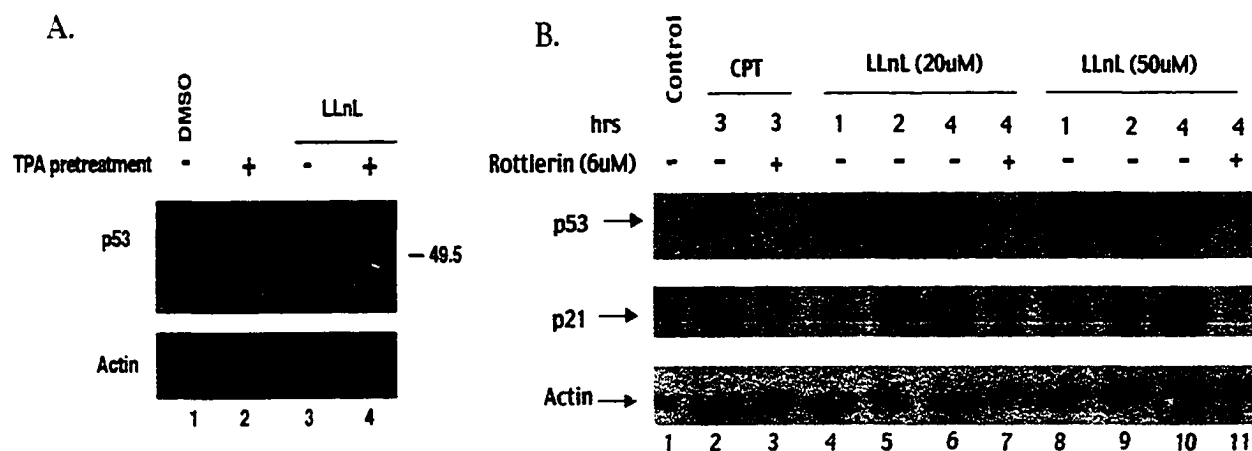 A.
DMSO
LLnL
TPA pretreatment - + - +
p53
— 49.5
Actin
1 2 3 4
B.
Control
CPT LLnL (20uM) LLnL (50uM)
hrs 3 3 1 2 4 4 1 2 4 4
Rottlerin (6uM) - - + - - - + - - - +
p53
p21
Actin
1 2 3 4 5 6 7 8 9 10 11